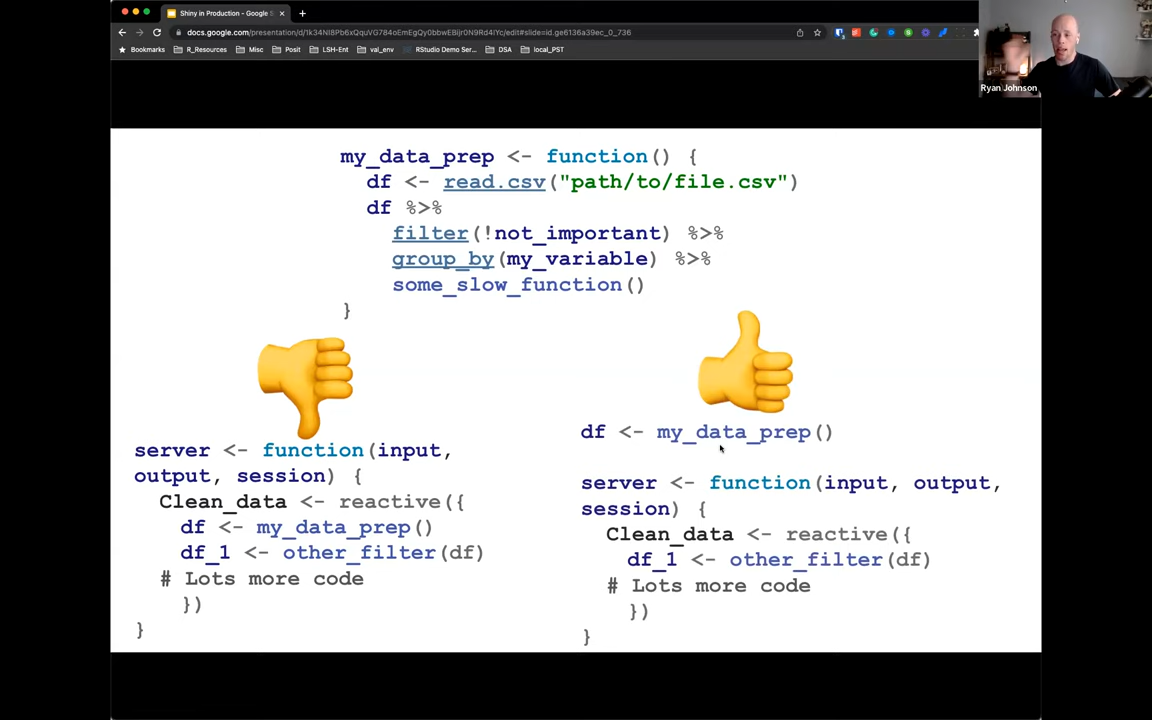 Shiny in Production - Google S
docs.google.com/presentation/d/1k34NI8Pb6xQquVG784oEmEgQy0bbwEBljr0N9Rd4lYc/edit#slide=id.ge6136a39ec_0_736
Bookmarks R_Resources Misc Posit LSH-Ent val_env RStudio Demo Ser... DSA local_PST
Ryan Johnson
my_data_prep <- function() {
df <- read.csv("path/to/file.csv")
df %>%
filter(!not_important) %>%
group_by(my_variable) %>%
some_slow_function()
}
server <- function(input,
output, session) {
Clean_data <- reactive({
df <- my_data_prep()
df_1 <- other_filter(df)
# Lots more code
})
}
df <- my_data_prep()
server <- function(input, output,
session) {
Clean_data <- reactive({
df_1 <- other_filter(df)
# Lots more code
})
}